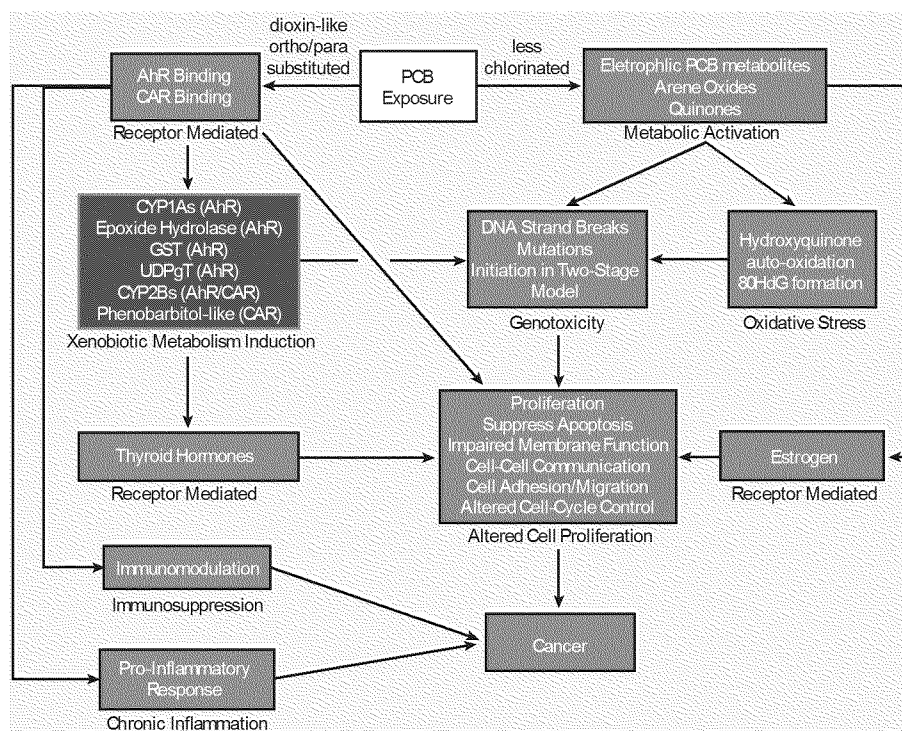 dioxin-like
ortho/para
substituted
less
chlorinated
PCB
Exposure
AhR Binding
CAR Binding
Receptor Mediated
Eletrophlic PCB metabolites
Arene Oxides
Quinones
Metabolic Activation
CYP1As (AhR)
Epoxide Hydrolase (AhR)
GST (AhR)
UDPgT (AhR)
CYP2Bs (AhR/CAR)
Phenobarbitol-like (CAR)
Xenobiotic Metabolism Induction
DNA Strand Breaks
Mutations
Initiation in Two-Stage
Model
Genotoxicity
Hydroxyquinone
auto-oxidation
80HdG formation
Oxidative Stress
Thyroid Hormones
Receptor Mediated
Proliferation
Suppress Apoptosis
Impaired Membrane Function
Cell-Cell Communication
Cell Adhesion/Migration
Altered Cell-Cycle Control
Altered Cell Proliferation
Estrogen
Receptor Mediated
Immunomodulation
Immunosuppression
Cancer
Pro-Inflammatory
Response
Chronic Inflammation